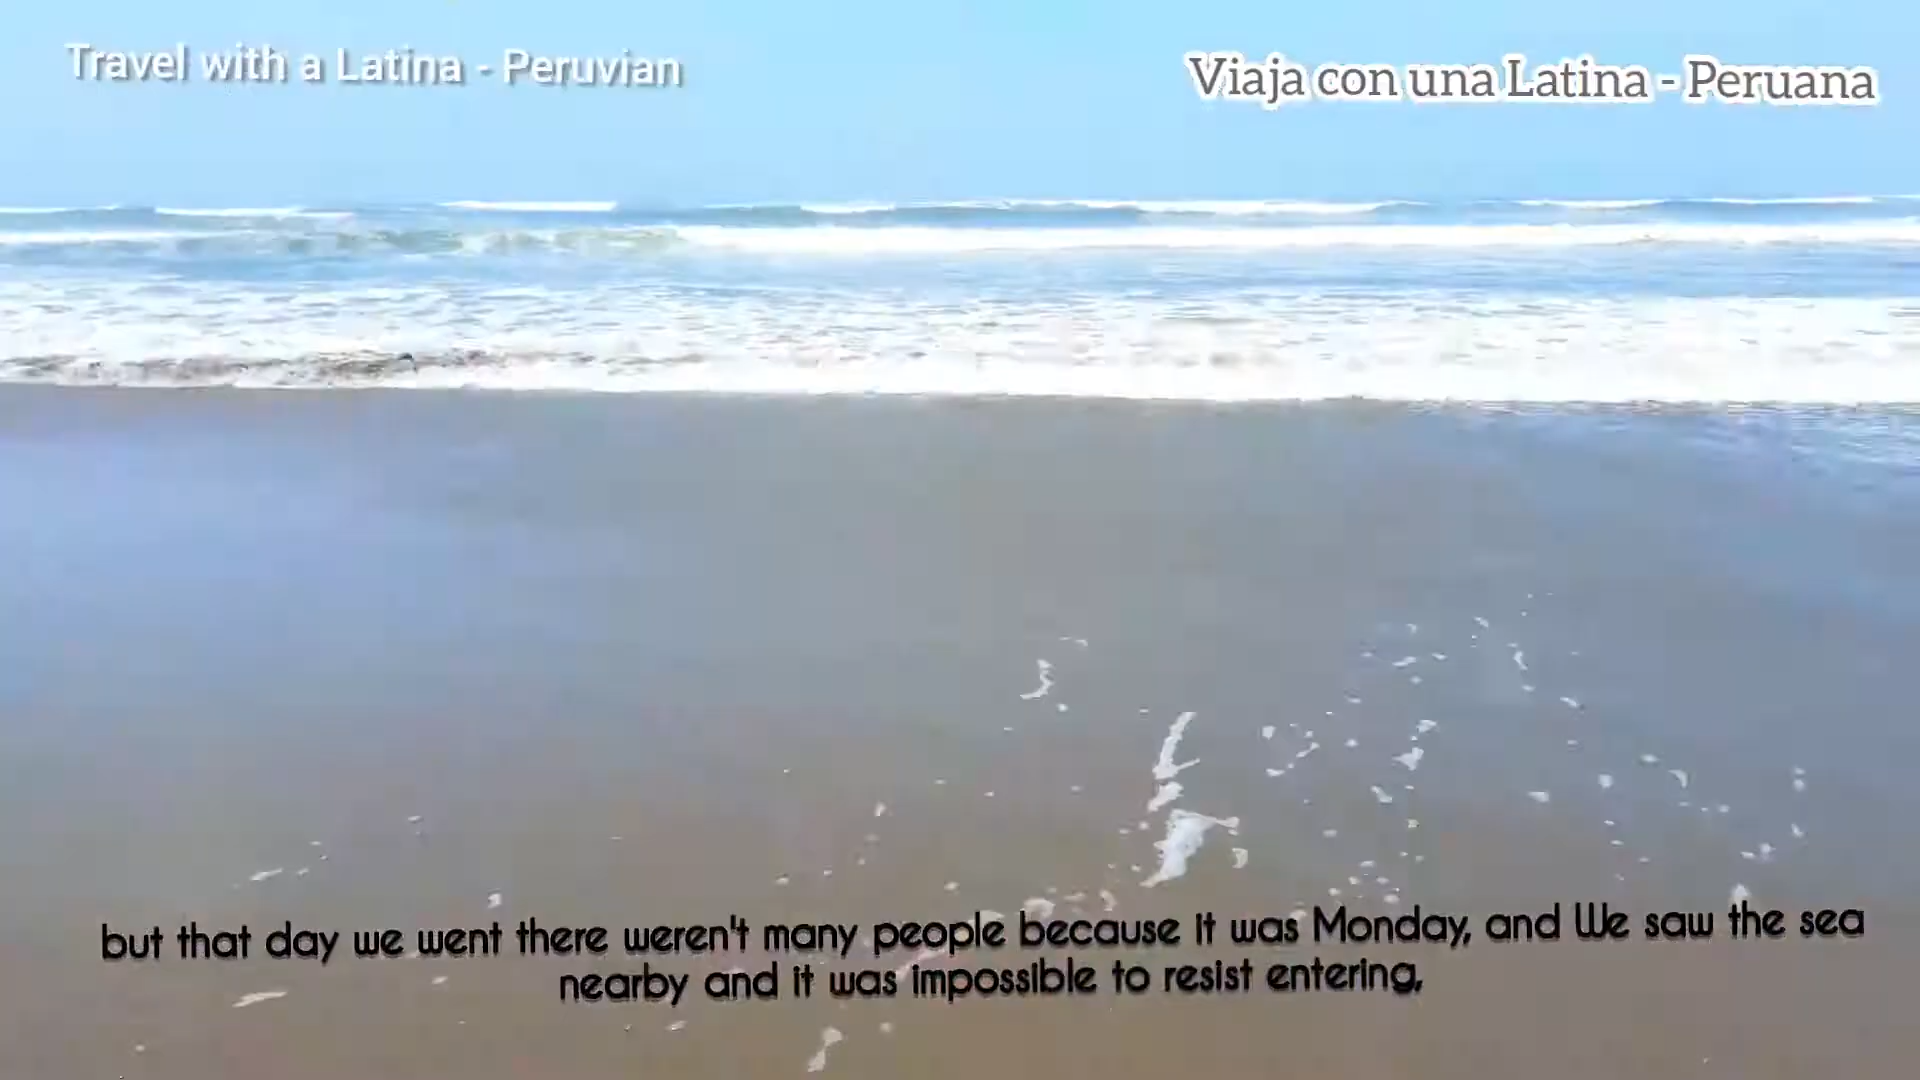 Travel with a Latina - Peruvian
Viaja con una Latina - Peruana
but that day we went there weren't many people because it was Monday, and We saw the sea
nearby and it was impossible to resist entering,